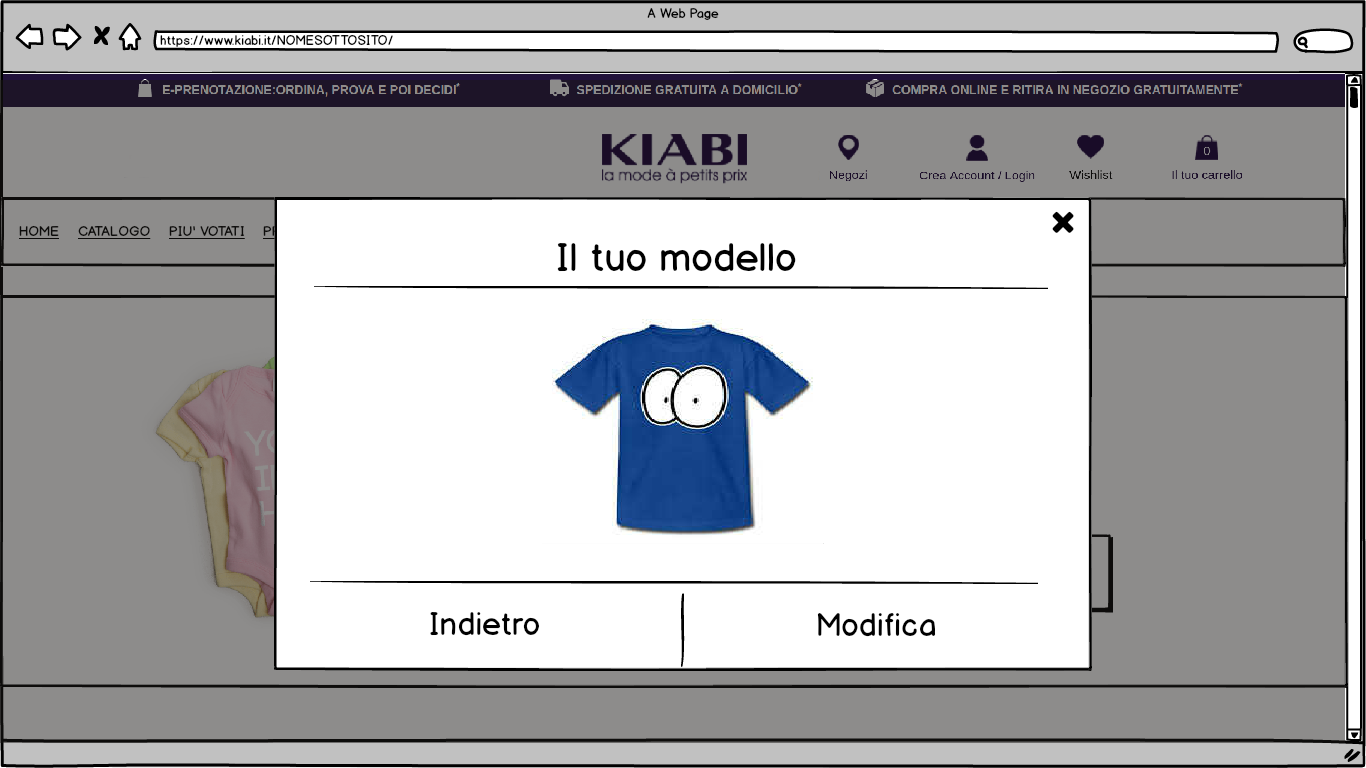 A Web Page
https://www.kiabi.it/NOMESOTTOSITO/
E-PRENOTAZIONE:ORDINA, PROVA E POI DECIDI*
SPEDIZIONE GRATUITA A DOMICILIO*
COMPRA ONLINE E RITIRA IN NEGOZIO GRATUITAMENTE*
KIABI
la mode à petits prix
Negozi
Crea Account / Login
Wishlist
0
Il tuo carrello
HOME CATALOGO PIU' VOTATI
Il tuo modello
Indietro
Modifica